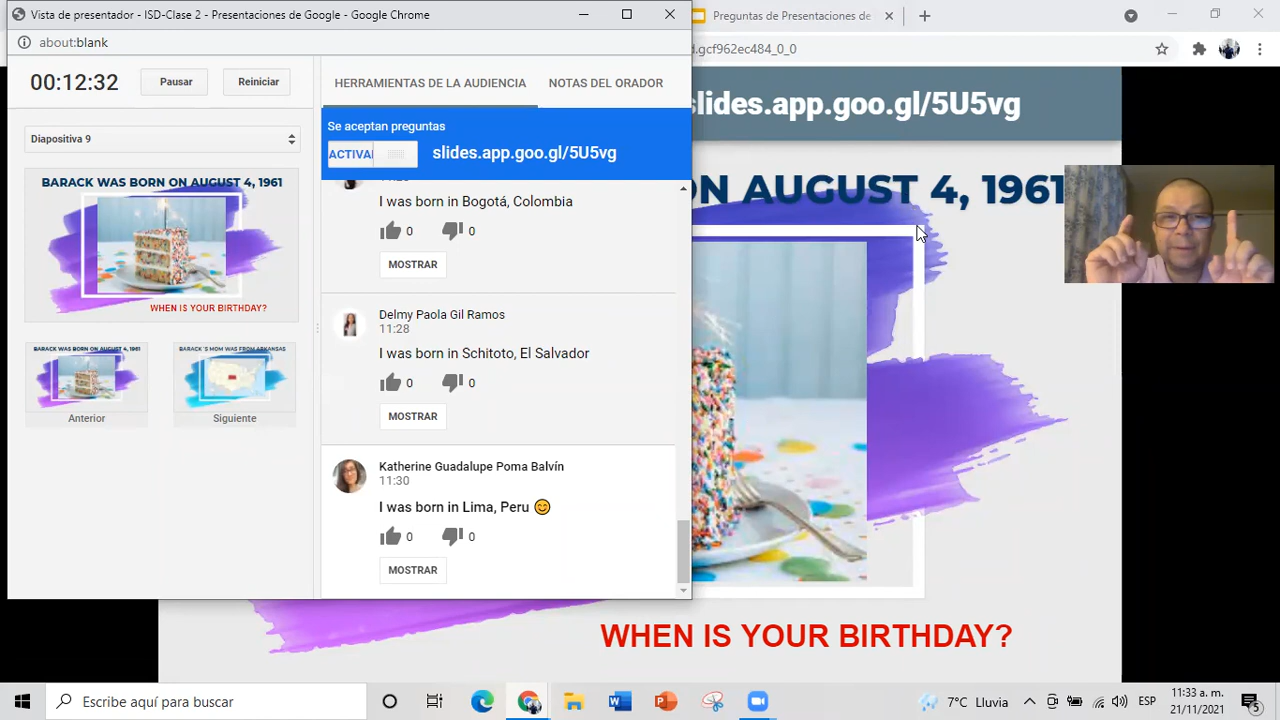 Vista de presentador - ISD-Clase 2 - Presentaciones de Google - Google Chrome
Preguntas de Presentaciones de
about:blank
d.gcf962ec484_0_0
00:12:32
Pausar
Reiniciar
HERRAMIENTAS DE LA AUDIENCIA
NOTAS DEL ORADOR
slides.app.goo.gl/5U5vg
Se aceptan preguntas
ACTIVA
slides.app.goo.gl/5U5vg
Diapositiva 9
BARACK WAS BORN ON AUGUST 4, 1961
WHEN IS YOUR BIRTHDAY?
BARACK WAS BORN ON AUGUST 4, 1961
Anterior
BARACK´S MOM WAS FROM ARKANSAS
Siguiente
I was born in Bogotá, Colombia
0
0
MOSTRAR
Delmy Paola Gil Ramos
11:28
I was born in Schitoto, El Salvador
0
0
MOSTRAR
Katherine Guadalupe Poma Balvín
11:30
I was born in Lima, Peru 😊
0
0
MOSTRAR
ON AUGUST 4, 1961
WHEN IS YOUR BIRTHDAY?
Escribe aquí para buscar
7°C Lluvia
ESP
11:33 a. m.
21/11/2021
5